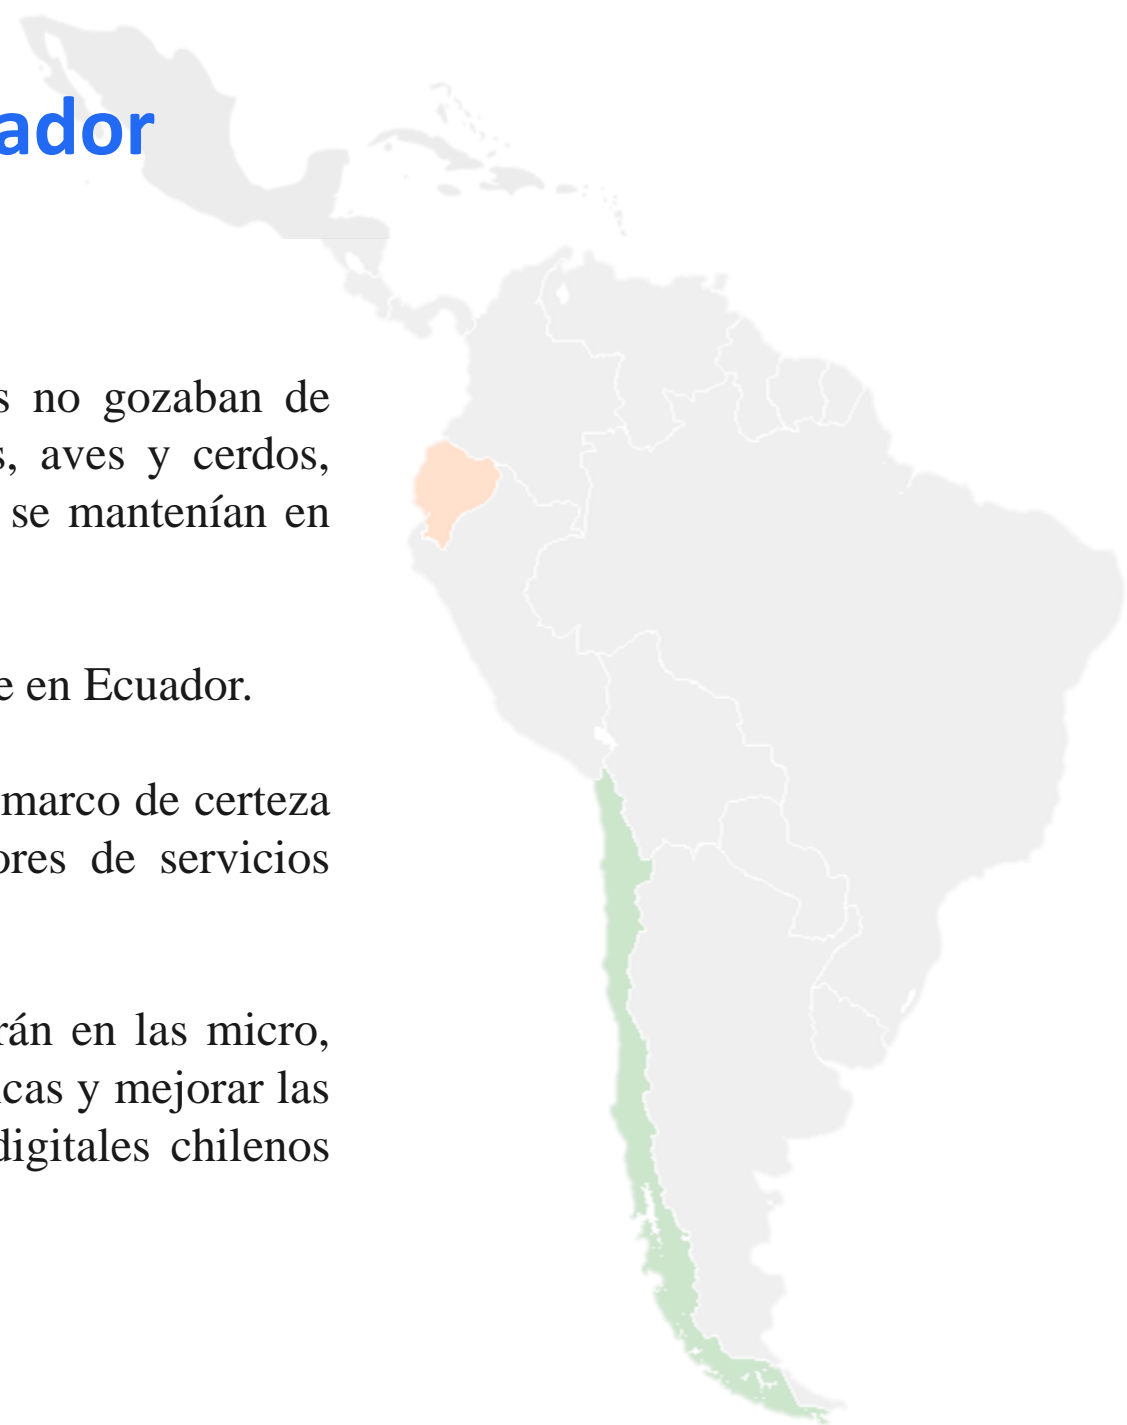 ador
s no gozaban de
s, aves y cerdos,
se mantenían en
e en Ecuador.
marco de certeza
ores de servicios
rán en las micro,
icas y mejorar las
digitales chilenos